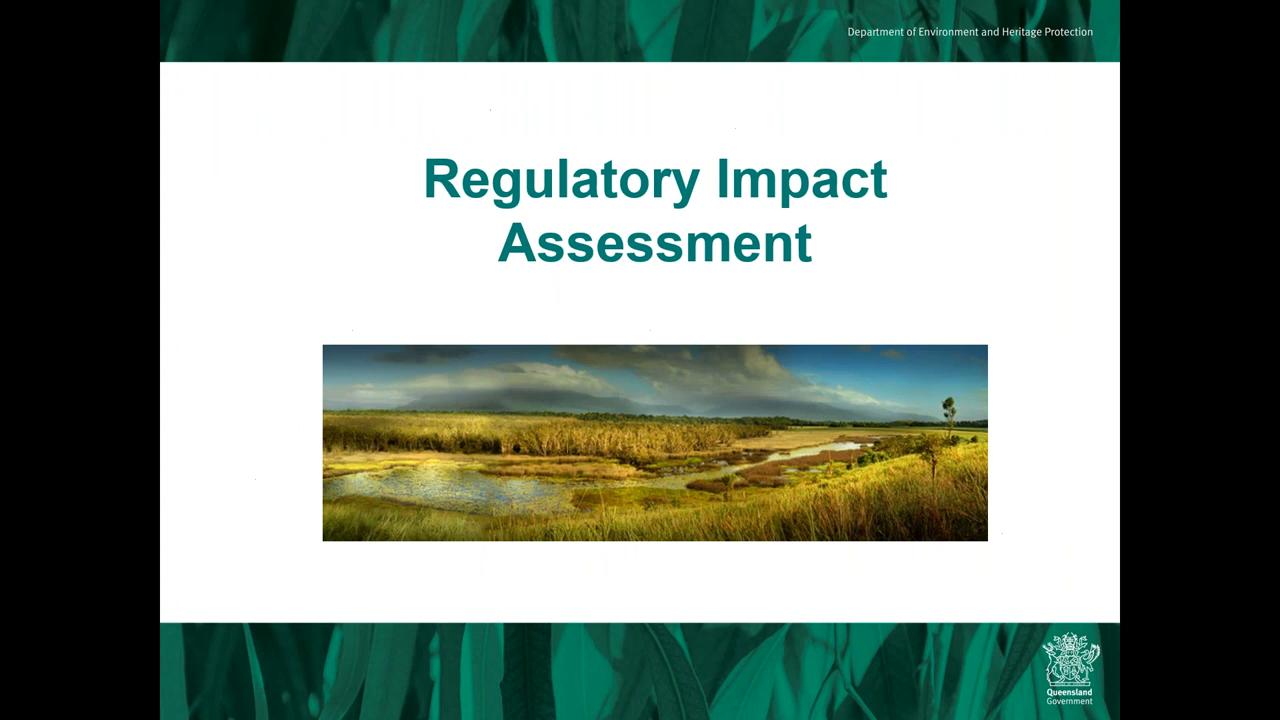 Department of Environment and Heritage Protection
Regulatory Impact
Assessment
Queensland
Government